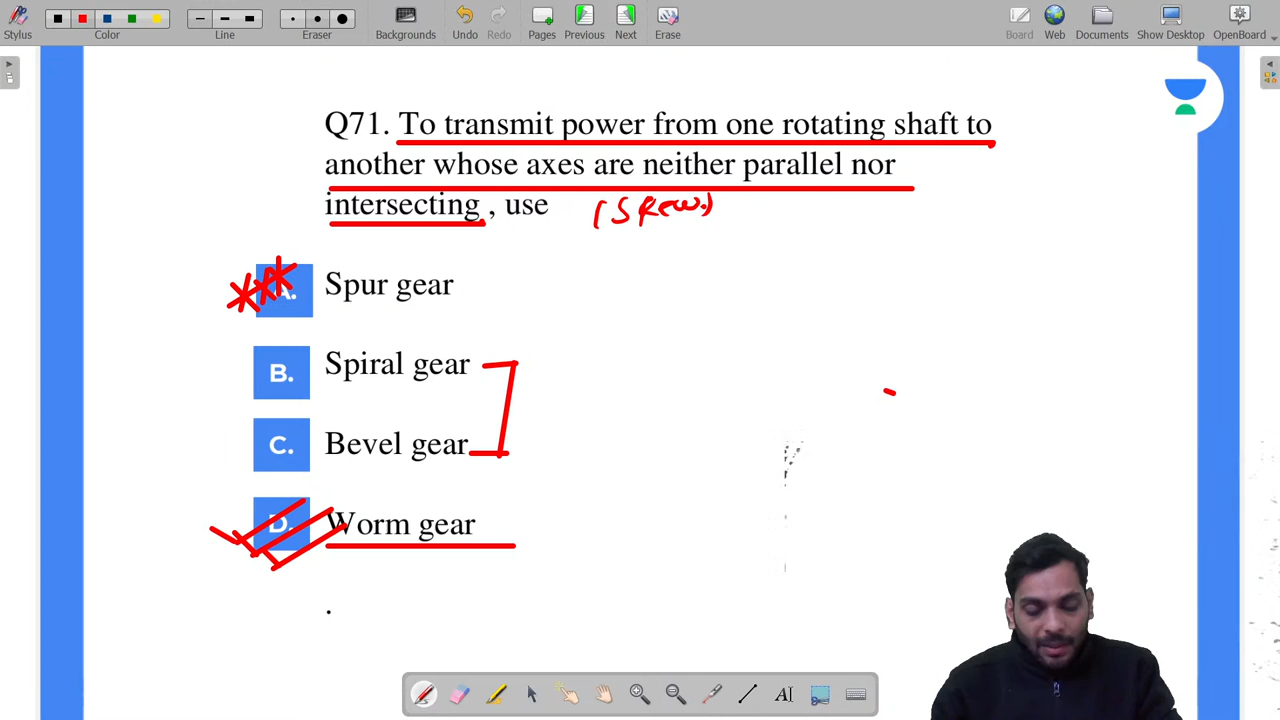 Stylus
Color
Line
Eraser
Backgrounds
Undo
Redo
Pages
Previous
Next
Erase
Board
Web
Documents
Show Desktop
OpenBoard
Q71. To transmit power from one rotating shaft to
another whose axes are neither parallel nor
intersecting , use (Skew.)
A. Spur gear
B. Spiral gear
C. Bevel gear
D. Worm gear
.